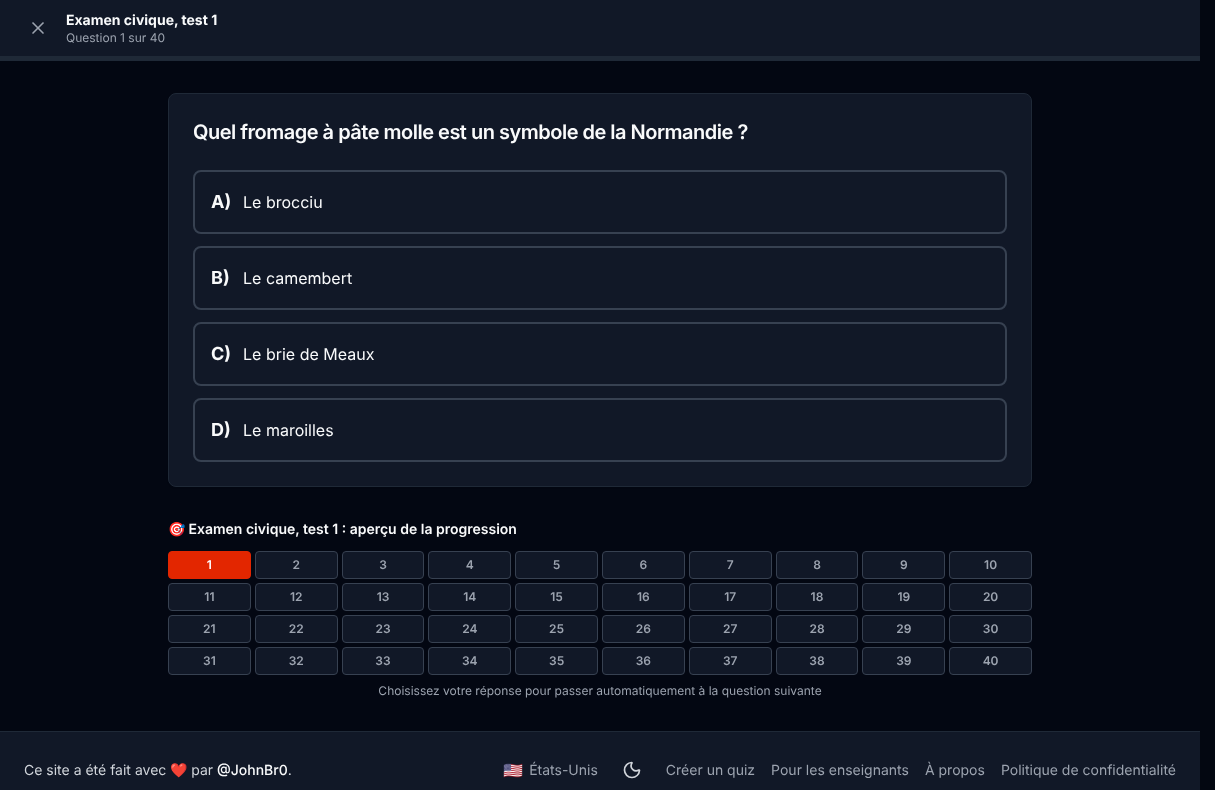 Examen civique, test 1
Question 1 sur 40
Quel fromage à pâte molle est un symbole de la Normandie ?
A) Le brocciu
B) Le camembert
C) Le brie de Meaux
D) Le maroilles
🎯 Examen civique, test 1 : aperçu de la progression
1 2 3 4 5 6 7 8 9 10
11 12 13 14 15 16 17 18 19 20
21 22 23 24 25 26 27 28 29 30
31 32 33 34 35 36 37 38 39 40
Choisissez votre réponse pour passer automatiquement à la question suivante
Ce site a été fait avec ❤️ par @JohnBr0. 🇺🇸 États-Unis Créer un quiz Pour les enseignants À propos Politique de confidentialité